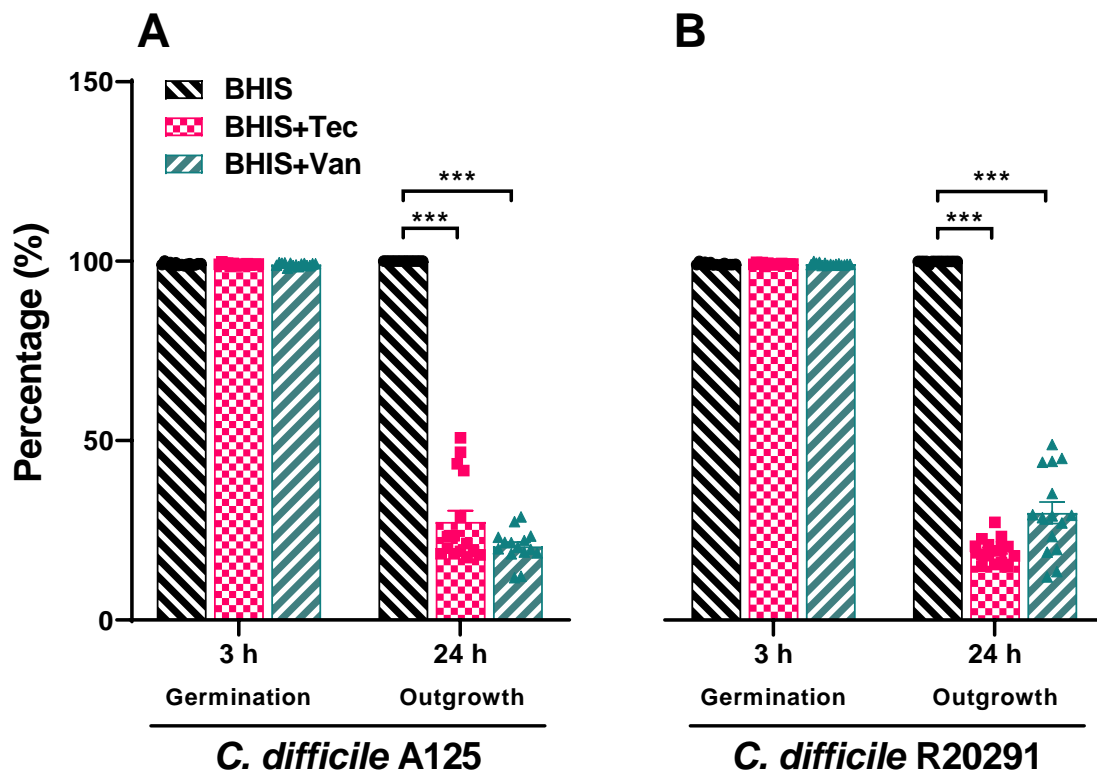 A
B
150
BHIS
BHIS+Tec
BHIS+Van
*** ***
*** ***
100
50
0
Percentage (%)
3 h 24 h 3 h 24 h
Germination Outgrowth Germination Outgrowth
C. difficile A125 C. difficile R20291